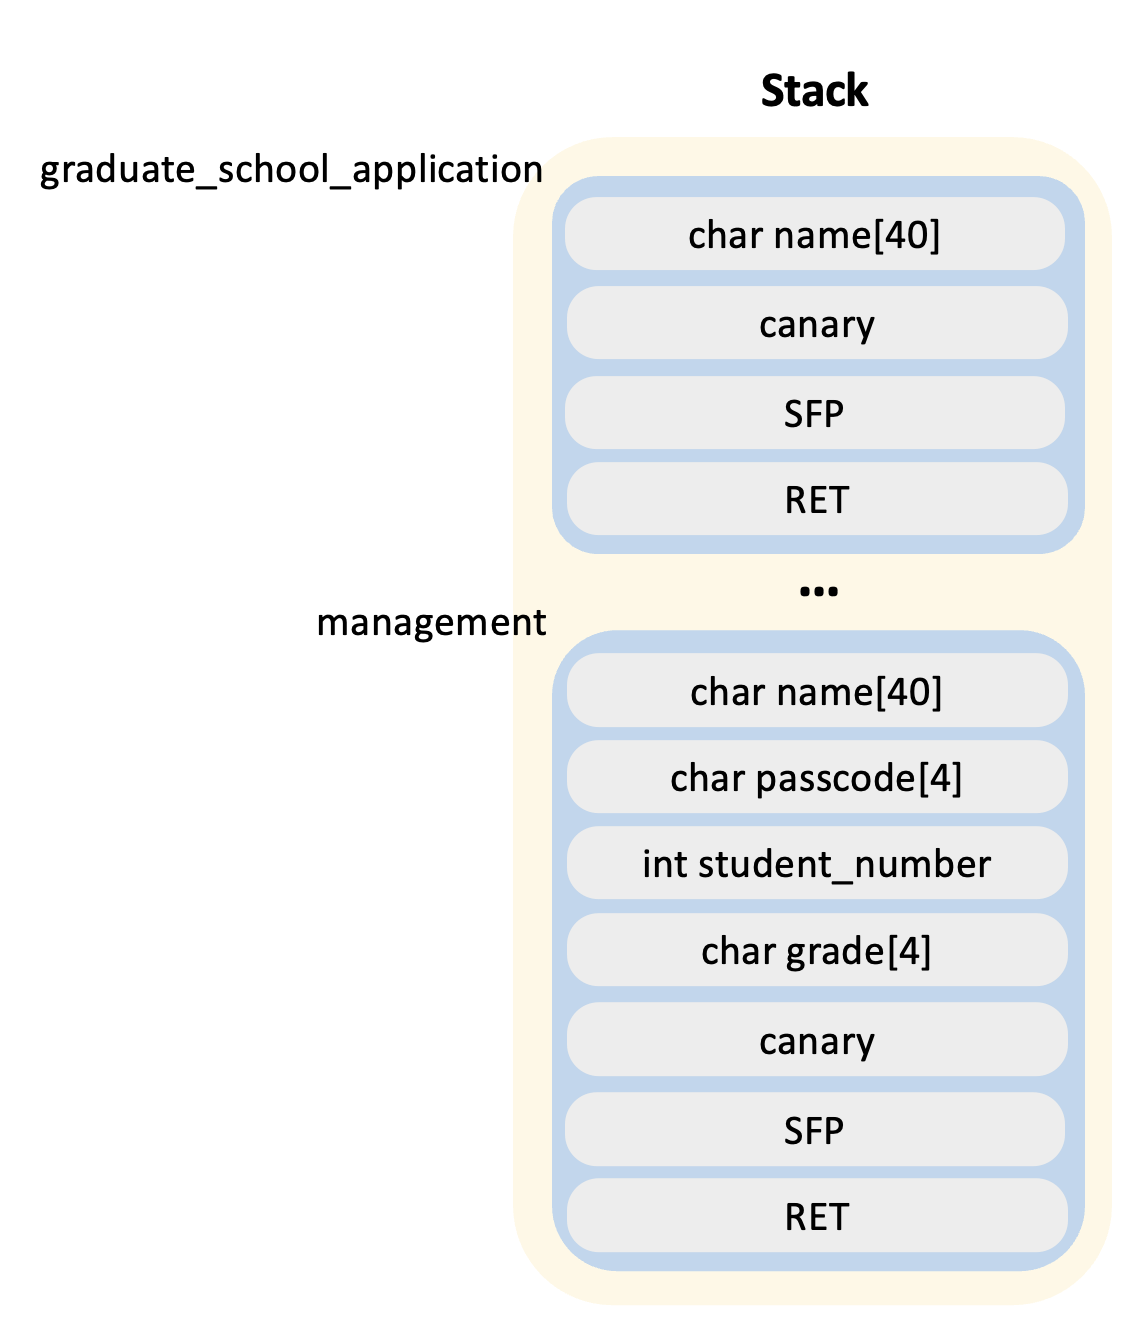 Stack
graduate_school_application
char name[40]
canary
SFP
RET
...
management
char name[40]
char passcode[4]
int student_number
char grade[4]
canary
SFP
RET